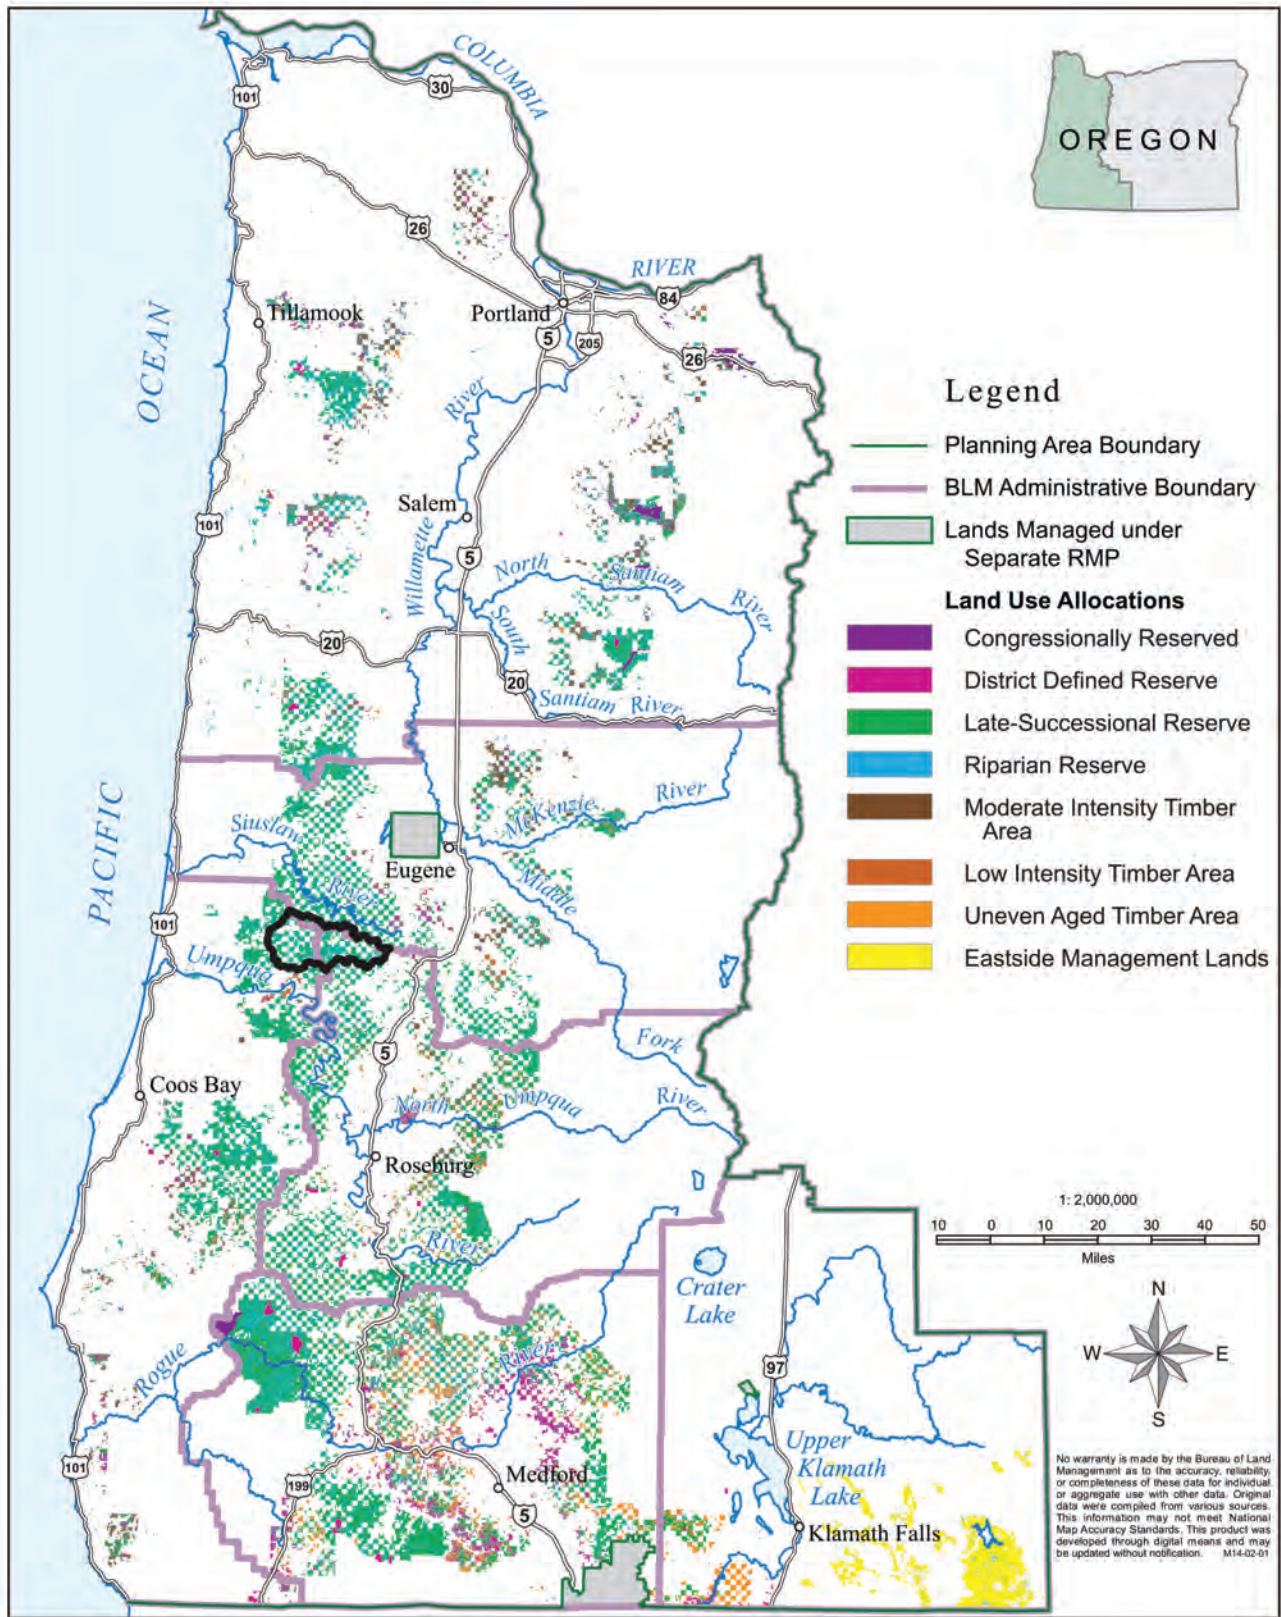 COLUMBIA
30
101
OREGON
26
RIVER
84
Tillamook
Portland
5
205
26
OCEAN
River
Legend
Planning Area Boundary
BLM Administrative Boundary
Lands Managed under
Separate RMP
Land Use Allocations
Congressionally Reserved
District Defined Reserve
Late-Successional Reserve
Riparian Reserve
Moderate Intensity Timber
Area
Low Intensity Timber Area
Uneven Aged Timber Area
Eastside Management Lands
Salem
101
5
Willamette
North
Santiam
River
South
20
20
Santiam River
PACIFIC
Siuslaw
River
McKenzie
River
Eugene
Middle
101
Umpqua
Fork
5
Coos Bay
North
Umpqua
River
Roseburg
River
1: 2,000,000
10 0 10 20 30 40 50
Miles
Crater
Lake
N
W E
S
Rogue
River
97
101
199
Medford
5
Upper
Klamath
Lake
Klamath Falls
No warranty is made by the Bureau of Land
Management as to the accuracy, reliability,
or completeness of these data for individual
or aggregate use with other data. Original
data were compiled from various sources.
This information may not meet National
Map Accuracy Standards. This product was
developed through digital means and may
be updated without notification. M14-02-01